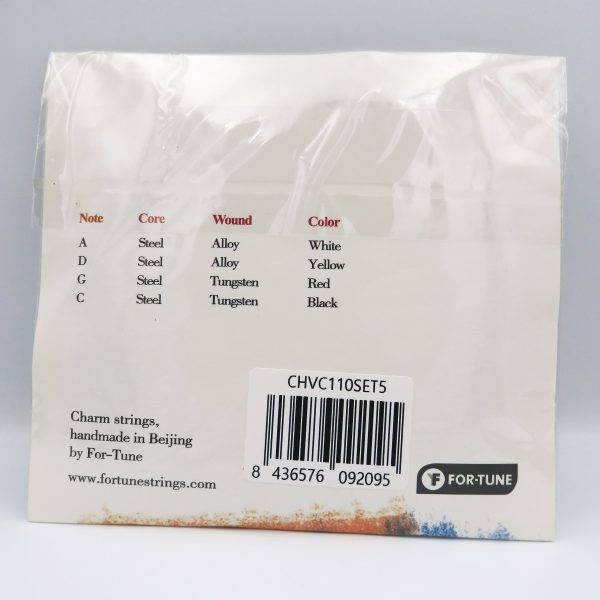 Note Core Wound Color
A Steel Alloy White
D Steel Alloy Yellow
G Steel Tungsten Red
C Steel Tungsten Black
CHVC110SET5
8 436576 092095
Charm strings,
handmade in Beijing
by For-Tune
www.fortunestrings.com
FOR·TUNE